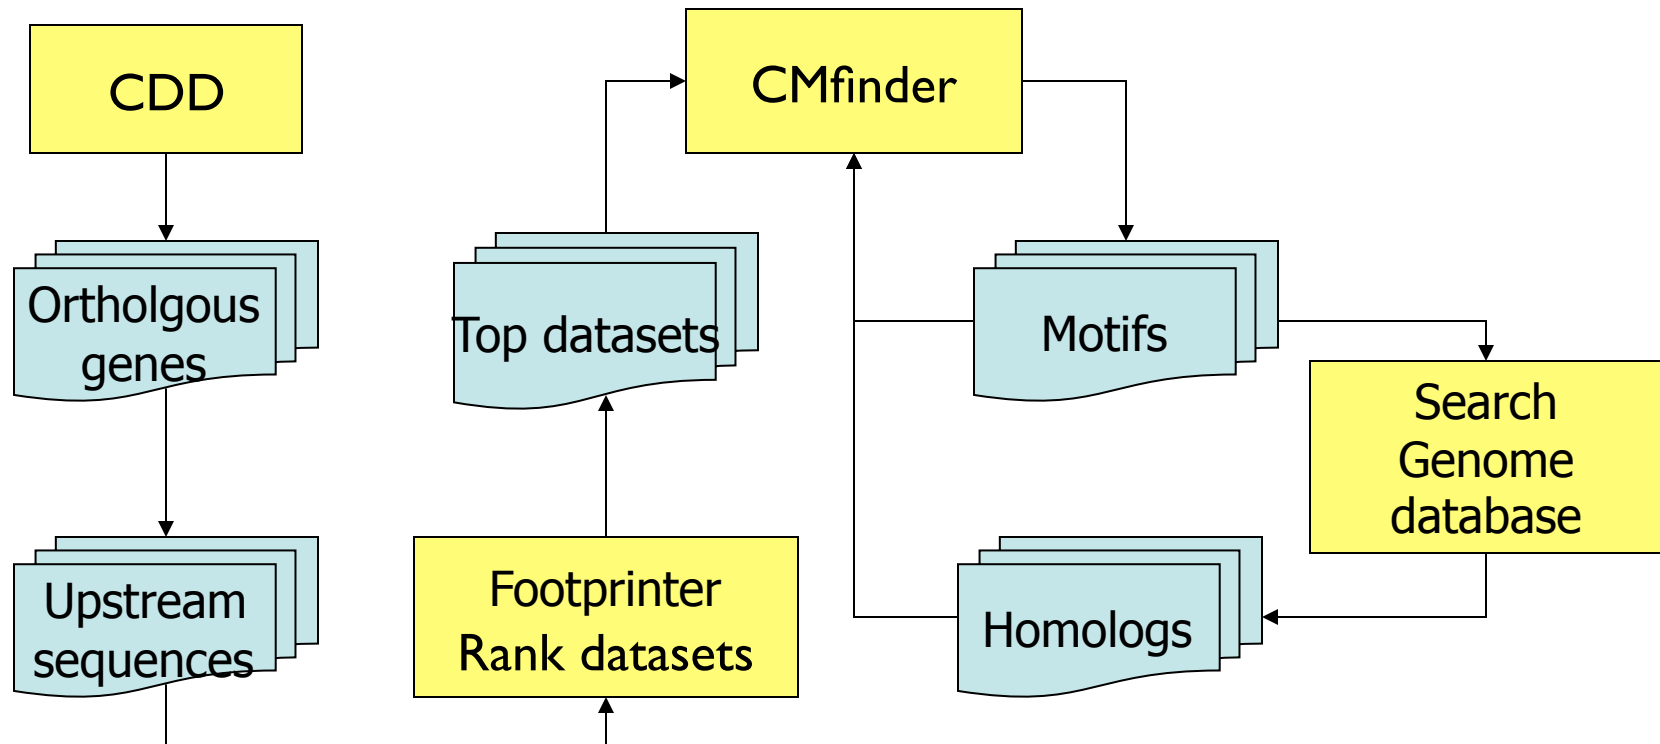 CDD
Ortholgous
genes
Upstream
sequences
Footprinter
Rank datasets
Top datasets
CMfinder
Motifs
Search
Genome
database
Homologs